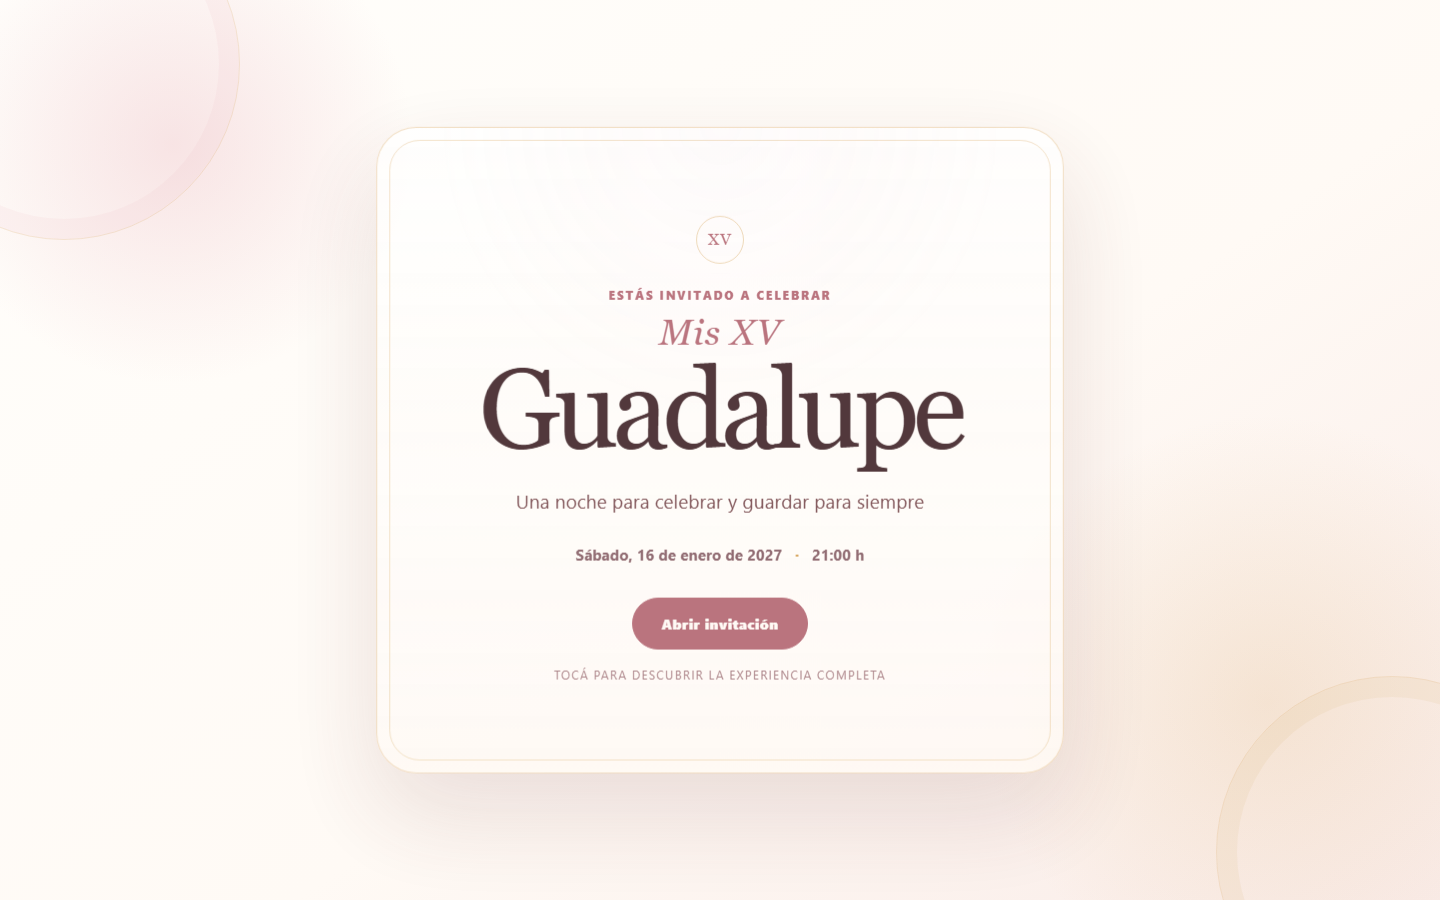 XV
ESTÁS INVITADO A CELEBRAR
Mis XV
Guadalupe
Una noche para celebrar y guardar para siempre
Sábado, 16 de enero de 2027 · 21:00 h
Abrir invitación
TOCÁ PARA DESCUBRIR LA EXPERIENCIA COMPLETA